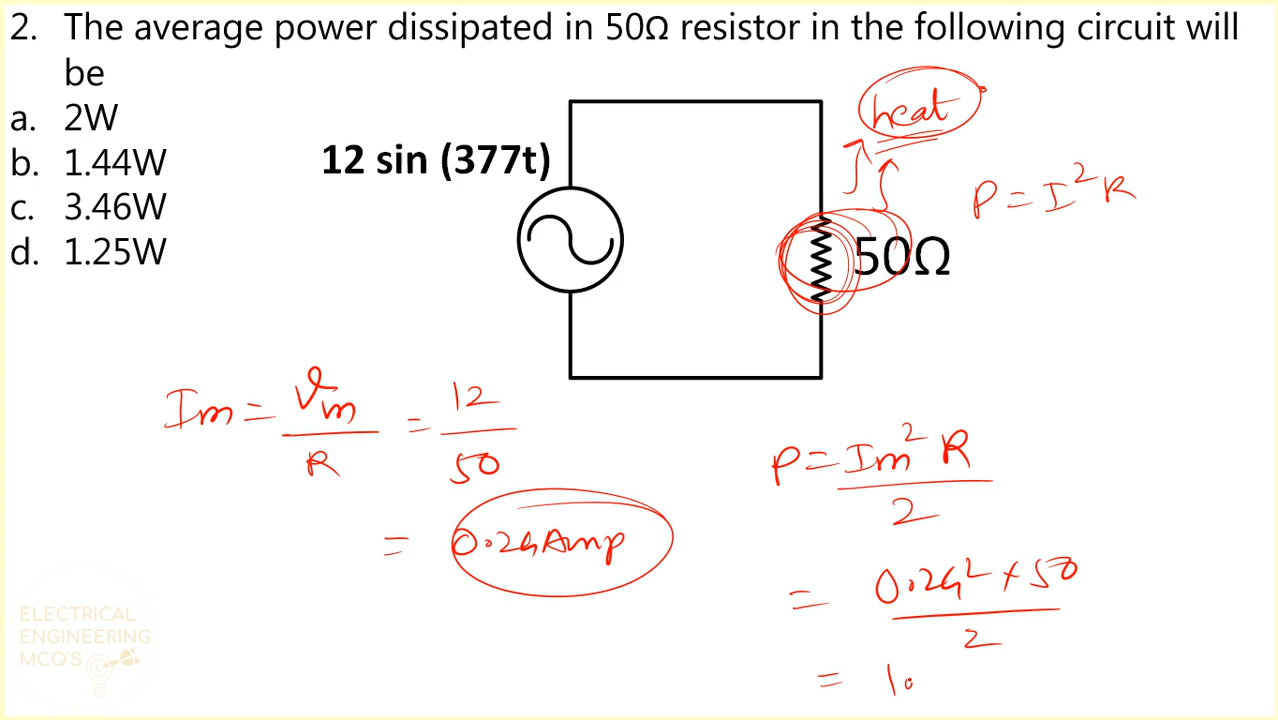 2. The average power dissipated in 50Ω resistor in the following circuit will
be
a. 2W
b. 1.44W
c. 3.46W
d. 1.25W
12 sin (377t)
heat
P = I²R
50Ω
Im = Vm/R = 12/50
= 0.24Amp
P = Im²R/2
= 0.24² × 50/2
= 1.
ELECTRICAL
ENGINEERING
MCQ'S